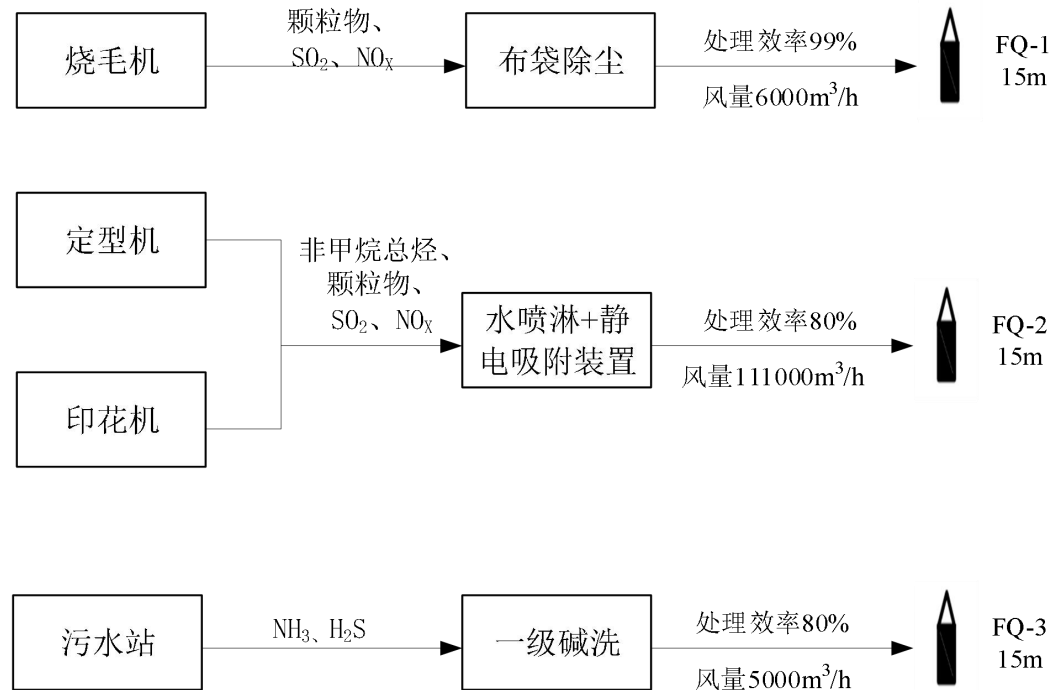 烧毛机
颗粒物、
SO₂、NOₓ
布袋除尘
处理效率99%
风量6000m³/h
FQ-1
15m
定型机
印花机
非甲烷总烃、
颗粒物、
SO₂、NOₓ
水喷淋+静
电吸附装置
处理效率80%
风量111000m³/h
FQ-2
15m
污水站
NH₃、H₂S
一级碱洗
处理效率80%
风量5000m³/h
FQ-3
15m